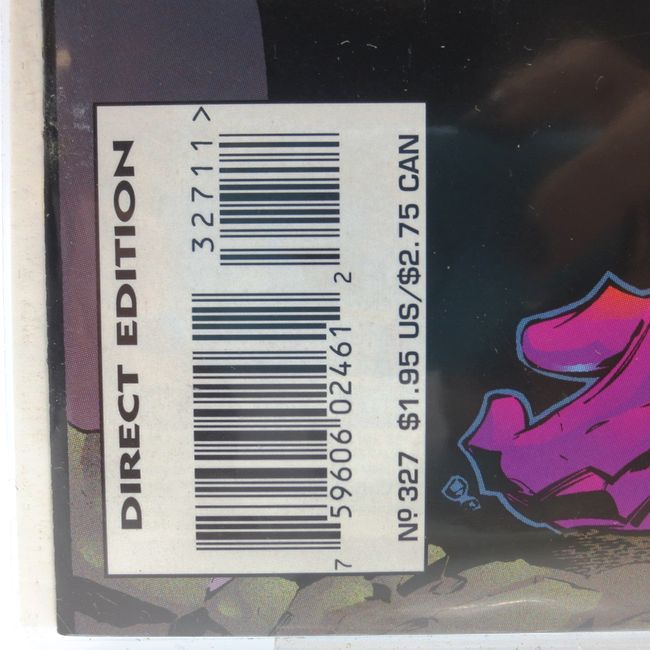 DIRECT EDITION
32711 >
7 59606 02461 2
Nº 327 $1.95 US/$2.75 CAN